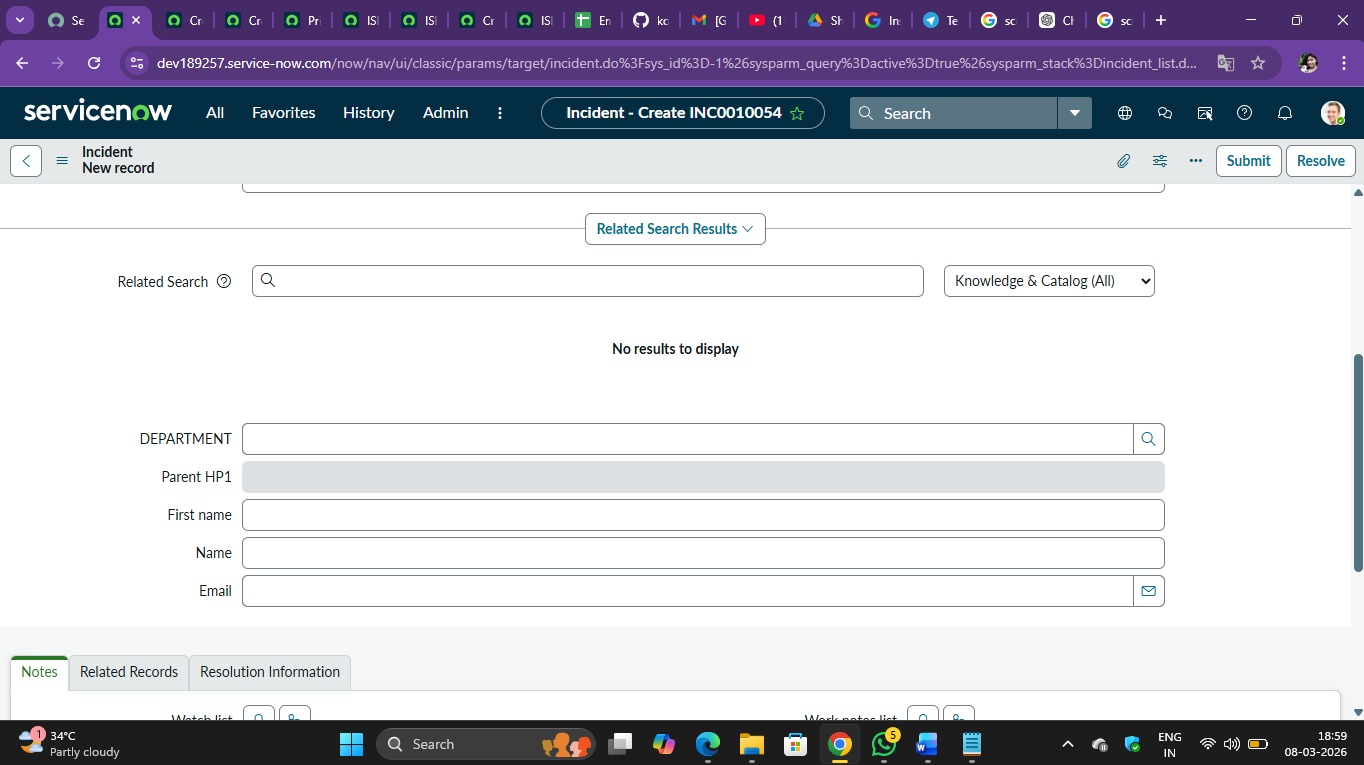 Se
Cr
Cr
Pr
ISI
ISI
Cr
ISI
En
[G
(1
Sh
Te
sc
Cl
sc
dev189257.service-now.com/now/nav/ui/classic/params/target/incident.do%3Fsys_id%3D-1%26sysparm_query%3Dactive%3Dtrue%26sysparm_stack%3Dincident_list.d...
servicenow
All
Favorites
History
Admin
Incident - Create INC0010054
Search
Incident
New record
Submit
Resolve
Related Search Results
Related Search
Knowledge & Catalog (All)
No results to display
DEPARTMENT
Parent HP1
First name
Name
Email
Notes
Related Records
Resolution Information
Watch list
Work notes list
1
34°C
Partly cloudy
Search
5
ENG
IN
18:59
08-03-2026